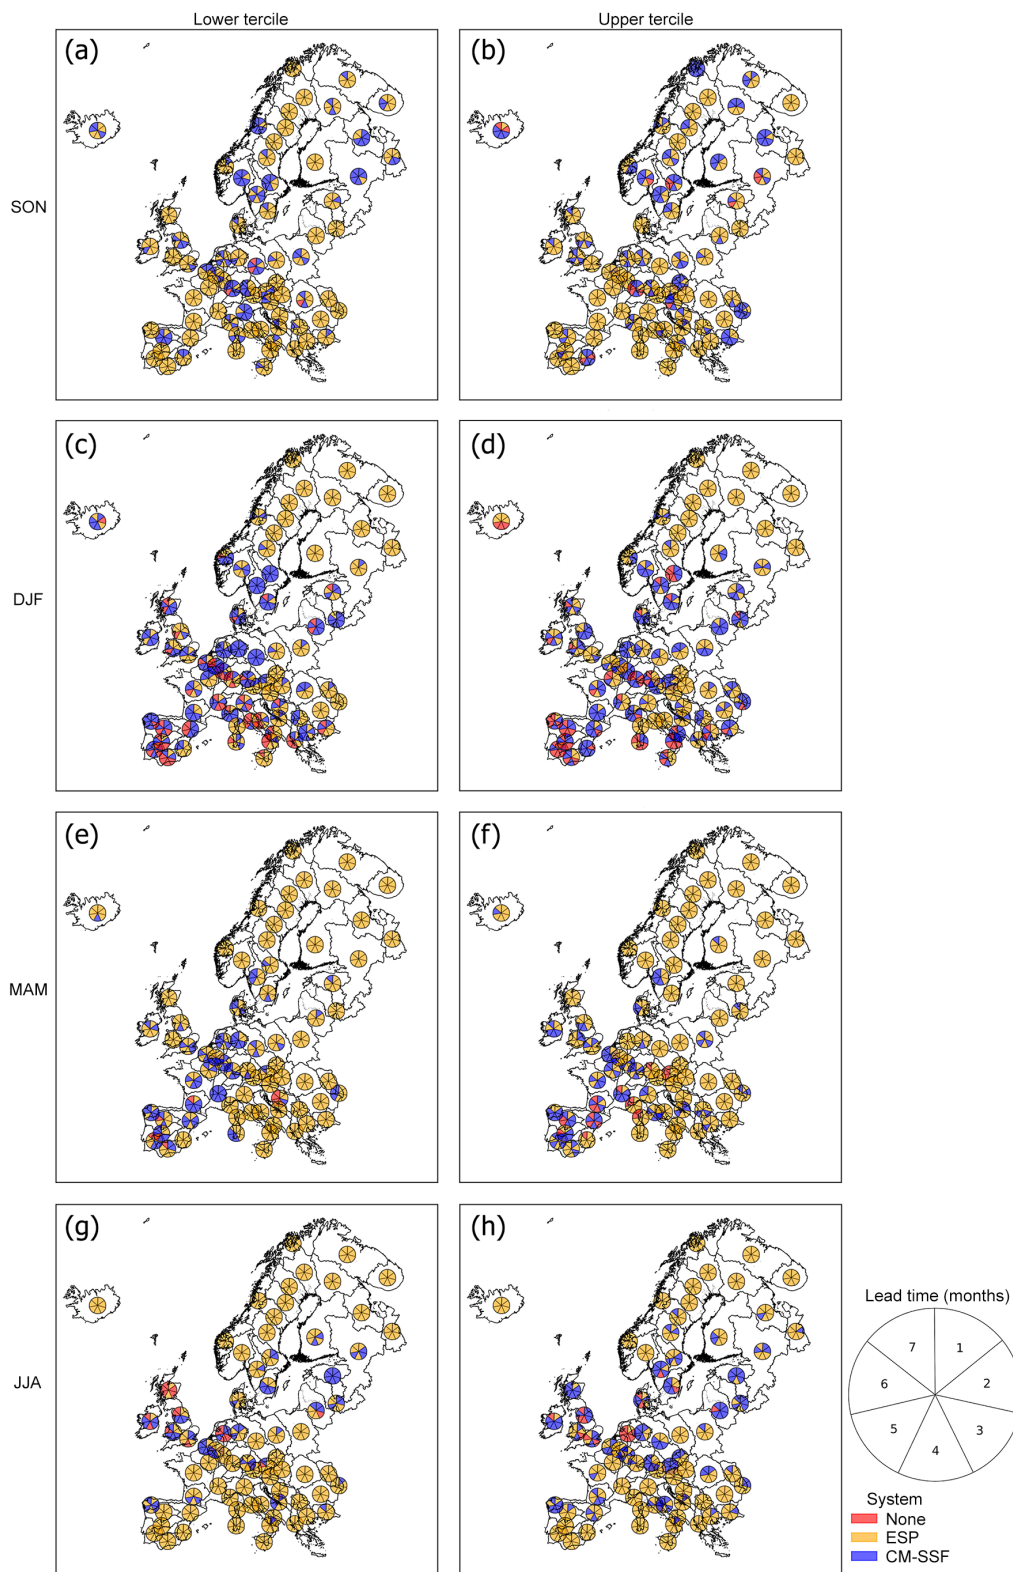 Lower tercile
Upper tercile
(a)
(b)
SON
(c)
(d)
DJF
(e)
(f)
MAM
(g)
(h)
JJA
Lead time (months)
7 1
6 2
5 3
4
System
None
ESP
CM-SSF